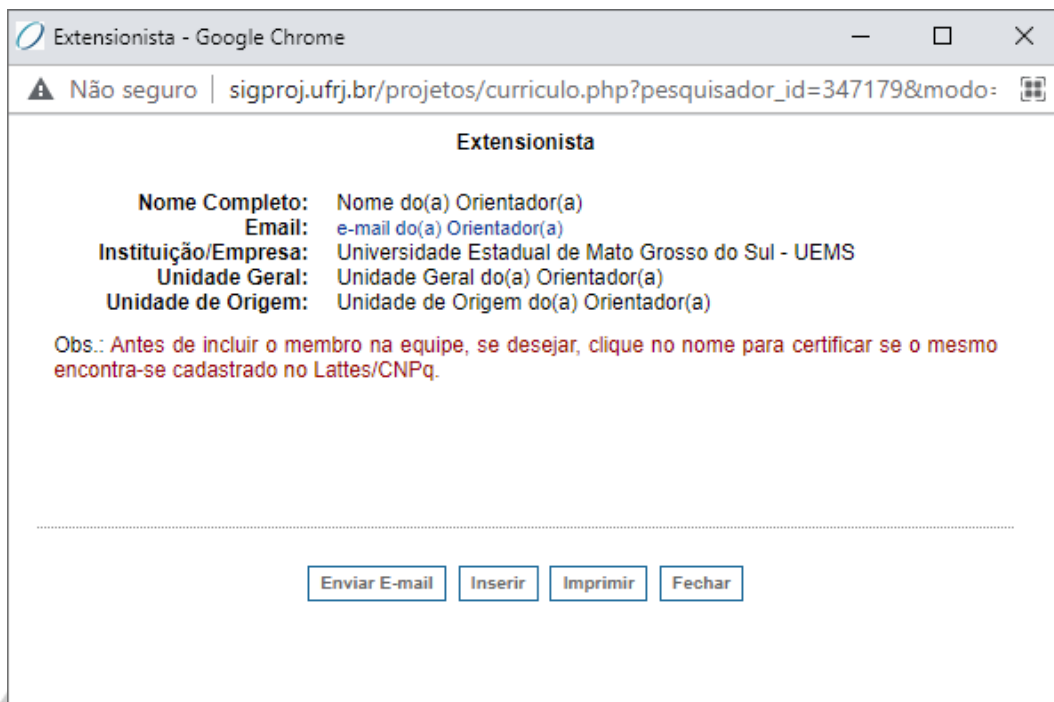 Extensionista - Google Chrome
Não seguro | sigproj.ufrj.br/projetos/curriculo.php?pesquisador_id=347179&modo=
Extensionista
Nome Completo: Nome do(a) Orientador(a)
Email: e-mail do(a) Orientador(a)
Instituição/Empresa: Universidade Estadual de Mato Grosso do Sul - UEMS
Unidade Geral: Unidade Geral do(a) Orientador(a)
Unidade de Origem: Unidade de Origem do(a) Orientador(a)
Obs.: Antes de incluir o membro na equipe, se desejar, clique no nome para certificar se o mesmo
encontra-se cadastrado no Lattes/CNPq.
Enviar E-mail Inserir Imprimir Fechar